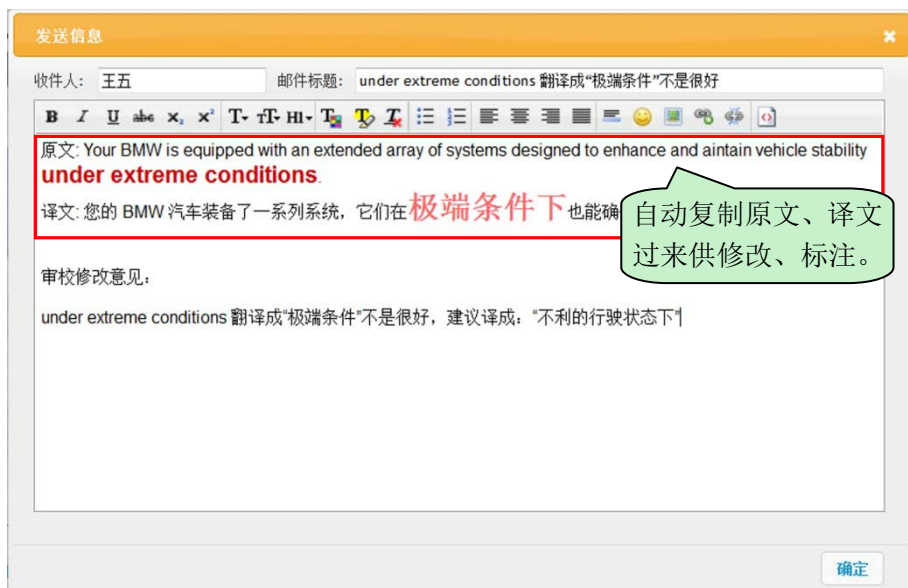 发送信息
收件人: 王五 邮件标题: under extreme conditions 翻译成“极端条件”不是很好
B I U abc x₂ x² T TT H1 T T T
原文: Your BMW is equipped with an extended array of systems designed to enhance and aintain vehicle stability
under extreme conditions.
译文: 您的 BMW 汽车装备了一系列系统，它们在极端条件下也能确
自动复制原文、译文
过来供修改、标注。
审校修改意见：
under extreme conditions 翻译成“极端条件”不是很好，建议译成：“不利的行驶状态下”
确定